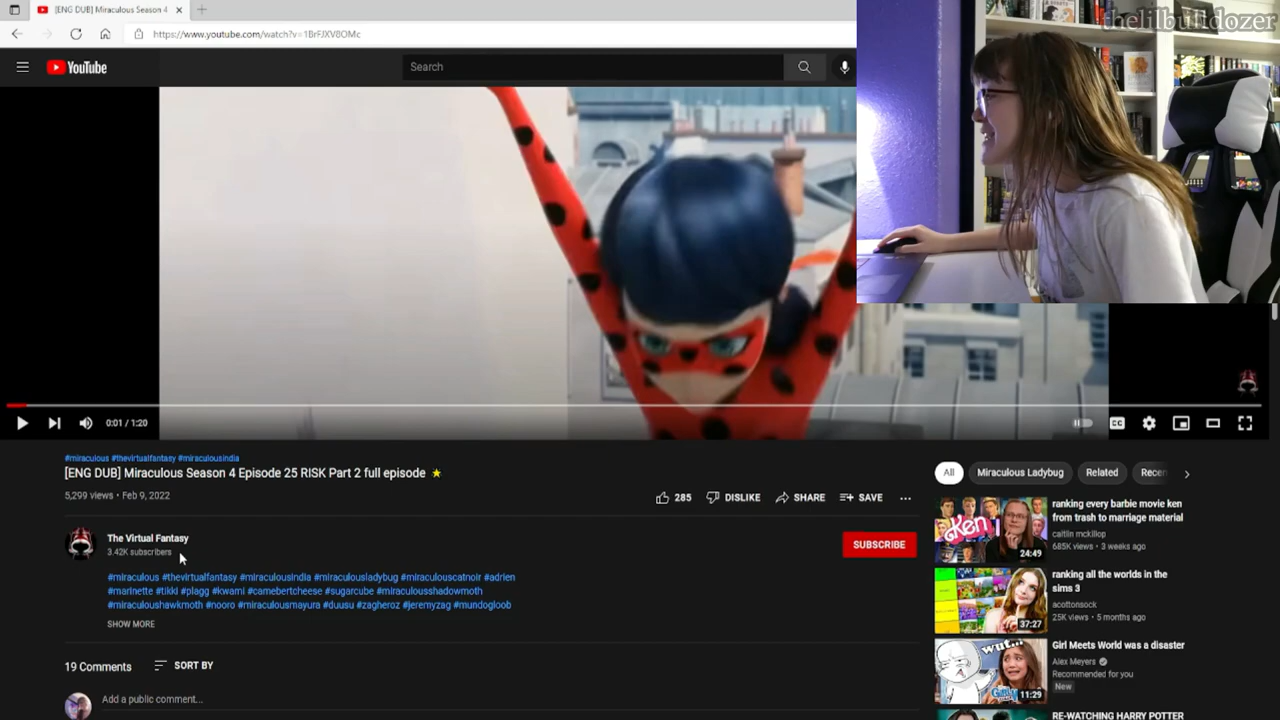 [ENG DUB] Miraculous Season 4
https://www.youtube.com/watch?v=1BrFJXV8OMc
thelilbulldozer
YouTube
Search
0:01 / 1:20
CC
#miraculous #thevirtualfantasy #miraculousindia
[ENG DUB] Miraculous Season 4 Episode 25 RISK Part 2 full episode
5,299 views • Feb 9, 2022
285
DISLIKE
SHARE
SAVE
The Virtual Fantasy
3.42K subscribers
SUBSCRIBE
#miraculous #thevirtualfantasy #miraculousindia #miraculousladybug #miraculouscatnoir #adrien
#marinette #tikki #plagg #kwami #camebertcheese #sugarcube #miraculousshadowmoth
#miraculoushawkmoth #nooro #miraculousmayura #duusu #zagheroz #jeremyzag #mundogloob
SHOW MORE
19 Comments
SORT BY
Add a public comment...
All
Miraculous Ladybug
Related
Recen
Ken
24:49
ranking every barbie movie ken
from trash to marriage material
caitlin mckillop
685K views • 3 weeks ago
37:27
ranking all the worlds in the
sims 3
acottonsock
25K views • 5 months ago
wut...
11:29
Girl Meets World was a disaster
Alex Meyers
Recommended for you
New
RE-WATCHING HARRY POTTER